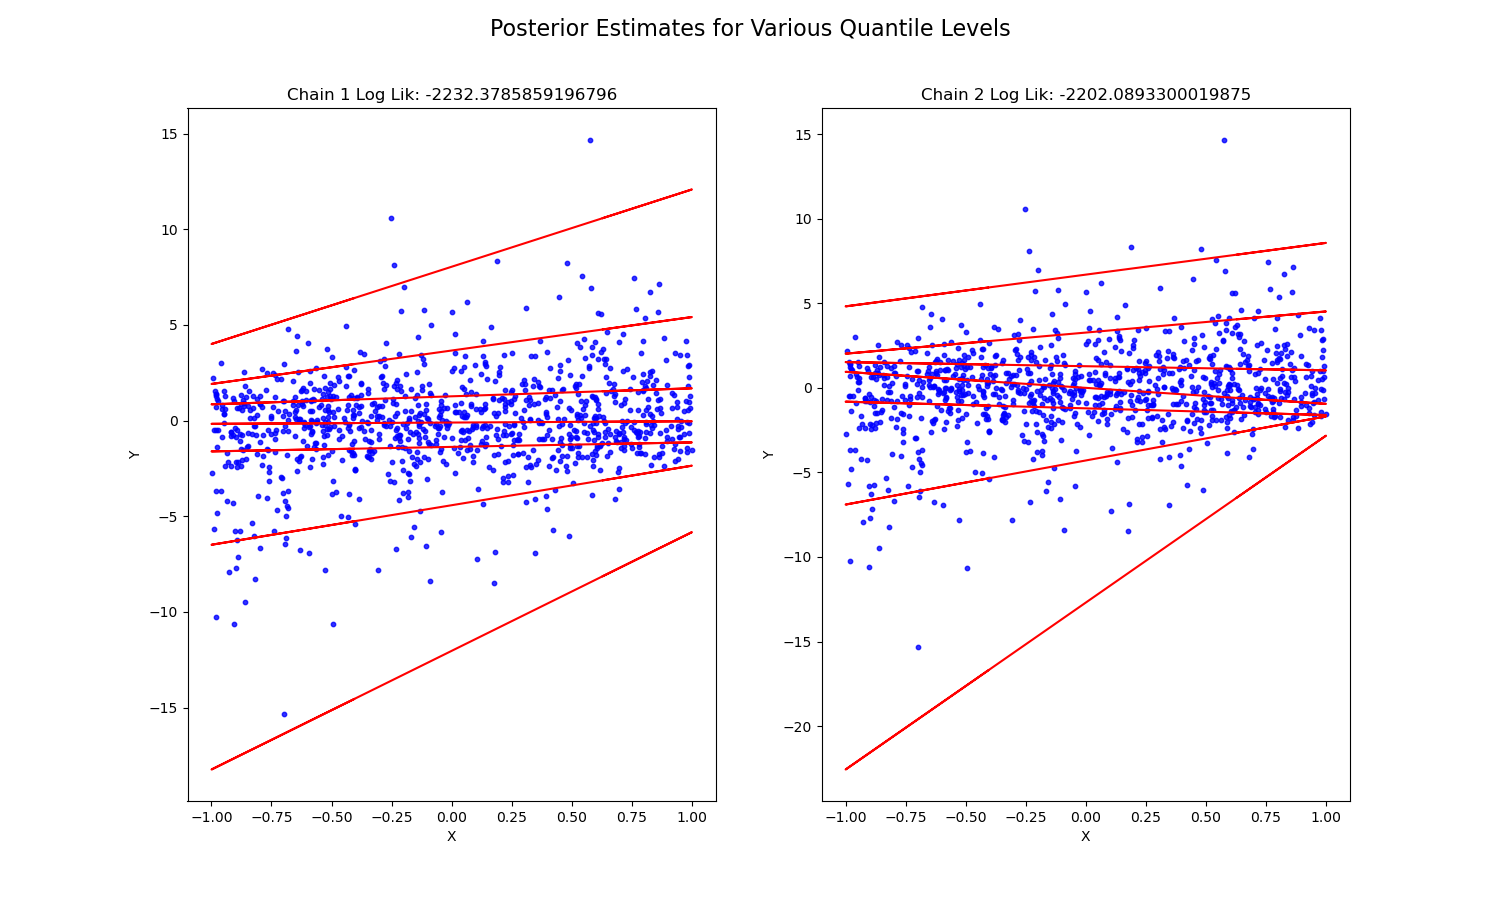 Posterior Estimates for Various Quantile Levels
Chain 1 Log Lik: -2232.3785859196796
15
10
5
0
−5
−10
−15
Y
−1.00 −0.75 −0.50 −0.25 0.00 0.25 0.50 0.75 1.00
X
Chain 2 Log Lik: -2202.0893300019875
15
10
5
0
−5
−10
−15
−20
Y
−1.00 −0.75 −0.50 −0.25 0.00 0.25 0.50 0.75 1.00
X